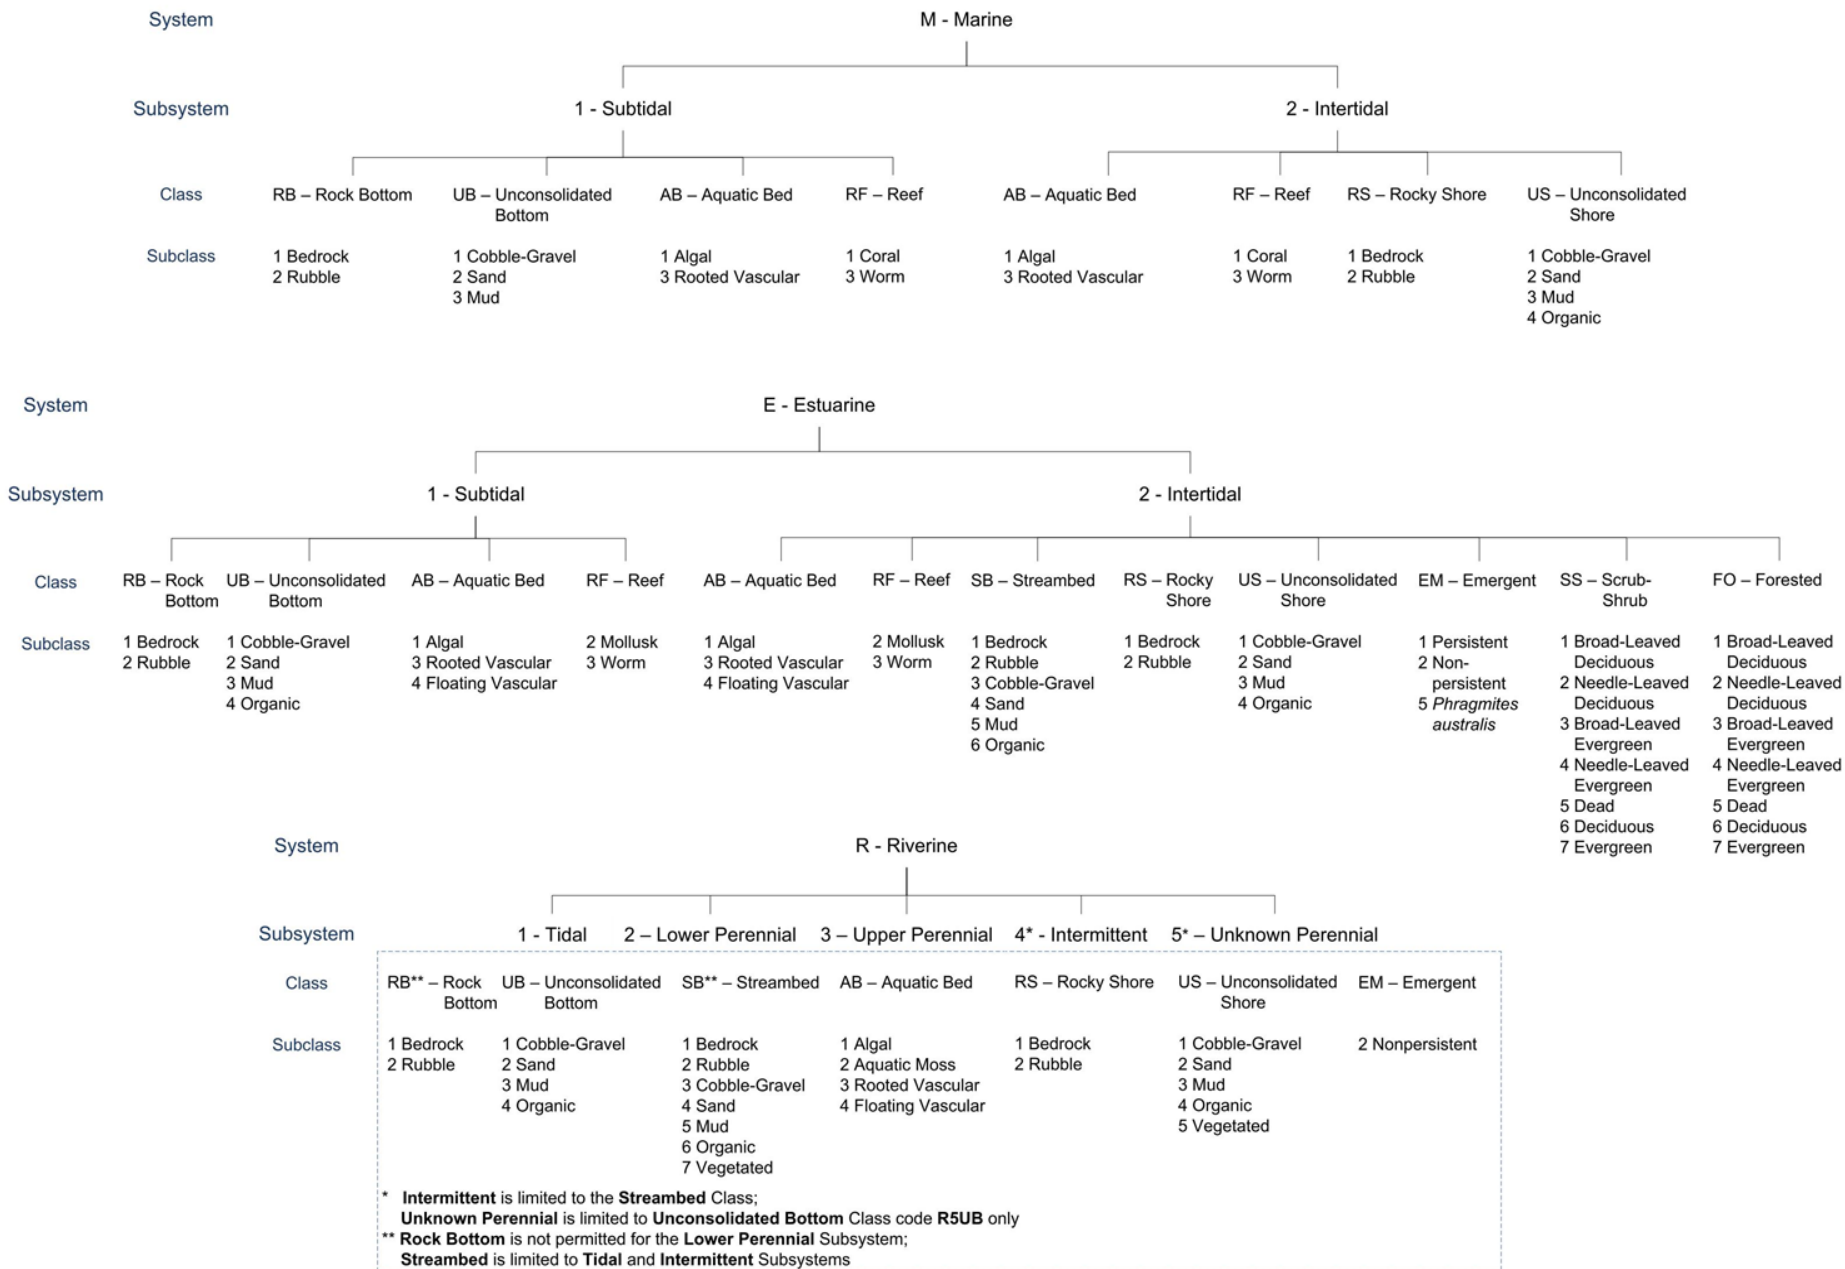 System M - Marine
Subsystem 1 - Subtidal 2 - Intertidal
Class RB – Rock Bottom UB – Unconsolidated AB – Aquatic Bed RF – Reef AB – Aquatic Bed RF – Reef RS – Rocky Shore US – Unconsolidated
Bottom Shore
Subclass 1 Bedrock 1 Cobble-Gravel 1 Algal 1 Coral 1 Algal 1 Coral 1 Bedrock 1 Cobble-Gravel
2 Rubble 2 Sand 3 Rooted Vascular 3 Worm 3 Rooted Vascular 3 Worm 2 Rubble 2 Sand
3 Mud 3 Mud
4 Organic
System E - Estuarine
Subsystem 1 - Subtidal 2 - Intertidal
Class RB – Rock UB – Unconsolidated AB – Aquatic Bed RF – Reef AB – Aquatic Bed RF – Reef SB – Streambed RS – Rocky US – Unconsolidated EM – Emergent SS – Scrub- FO – Forested
Bottom Bottom Shore Shore Shrub
Subclass 1 Bedrock 1 Cobble-Gravel 1 Algal 2 Mollusk 1 Algal 2 Mollusk 1 Bedrock 1 Bedrock 1 Cobble-Gravel 1 Persistent 1 Broad-Leaved 1 Broad-Leaved
2 Rubble 2 Sand 3 Rooted Vascular 3 Worm 3 Rooted Vascular 3 Worm 2 Rubble 2 Rubble 2 Sand 2 Non- Deciduous Deciduous
3 Mud 4 Floating Vascular 4 Floating Vascular 3 Cobble-Gravel 3 Mud persistent 2 Needle-Leaved 2 Needle-Leaved
4 Organic 4 Sand 4 Organic 5 Phragmites Deciduous Deciduous
5 Mud australis 3 Broad-Leaved 3 Broad-Leaved
6 Organic Evergreen Evergreen
4 Needle-Leaved 4 Needle-Leaved
Evergreen Evergreen
5 Dead 5 Dead
6 Deciduous 6 Deciduous
7 Evergreen 7 Evergreen
System R - Riverine
Subsystem 1 - Tidal 2 – Lower Perennial 3 – Upper Perennial 4* - Intermittent 5* – Unknown Perennial
Class RB** – Rock UB – Unconsolidated SB** – Streambed AB – Aquatic Bed RS – Rocky Shore US – Unconsolidated EM – Emergent
Bottom Bottom Shore
Subclass 1 Bedrock 1 Cobble-Gravel 1 Bedrock 1 Algal 1 Bedrock 1 Cobble-Gravel 2 Nonpersistent
2 Rubble 2 Sand 2 Rubble 2 Aquatic Moss 2 Rubble 2 Sand
3 Mud 3 Cobble-Gravel 3 Rooted Vascular 3 Mud
4 Organic 4 Sand 4 Floating Vascular 4 Organic
5 Mud 5 Vegetated
6 Organic
7 Vegetated
* Intermittent is limited to the Streambed Class;
Unknown Perennial is limited to Unconsolidated Bottom Class code R5UB only
** Rock Bottom is not permitted for the Lower Perennial Subsystem;
Streambed is limited to Tidal and Intermittent Subsystems